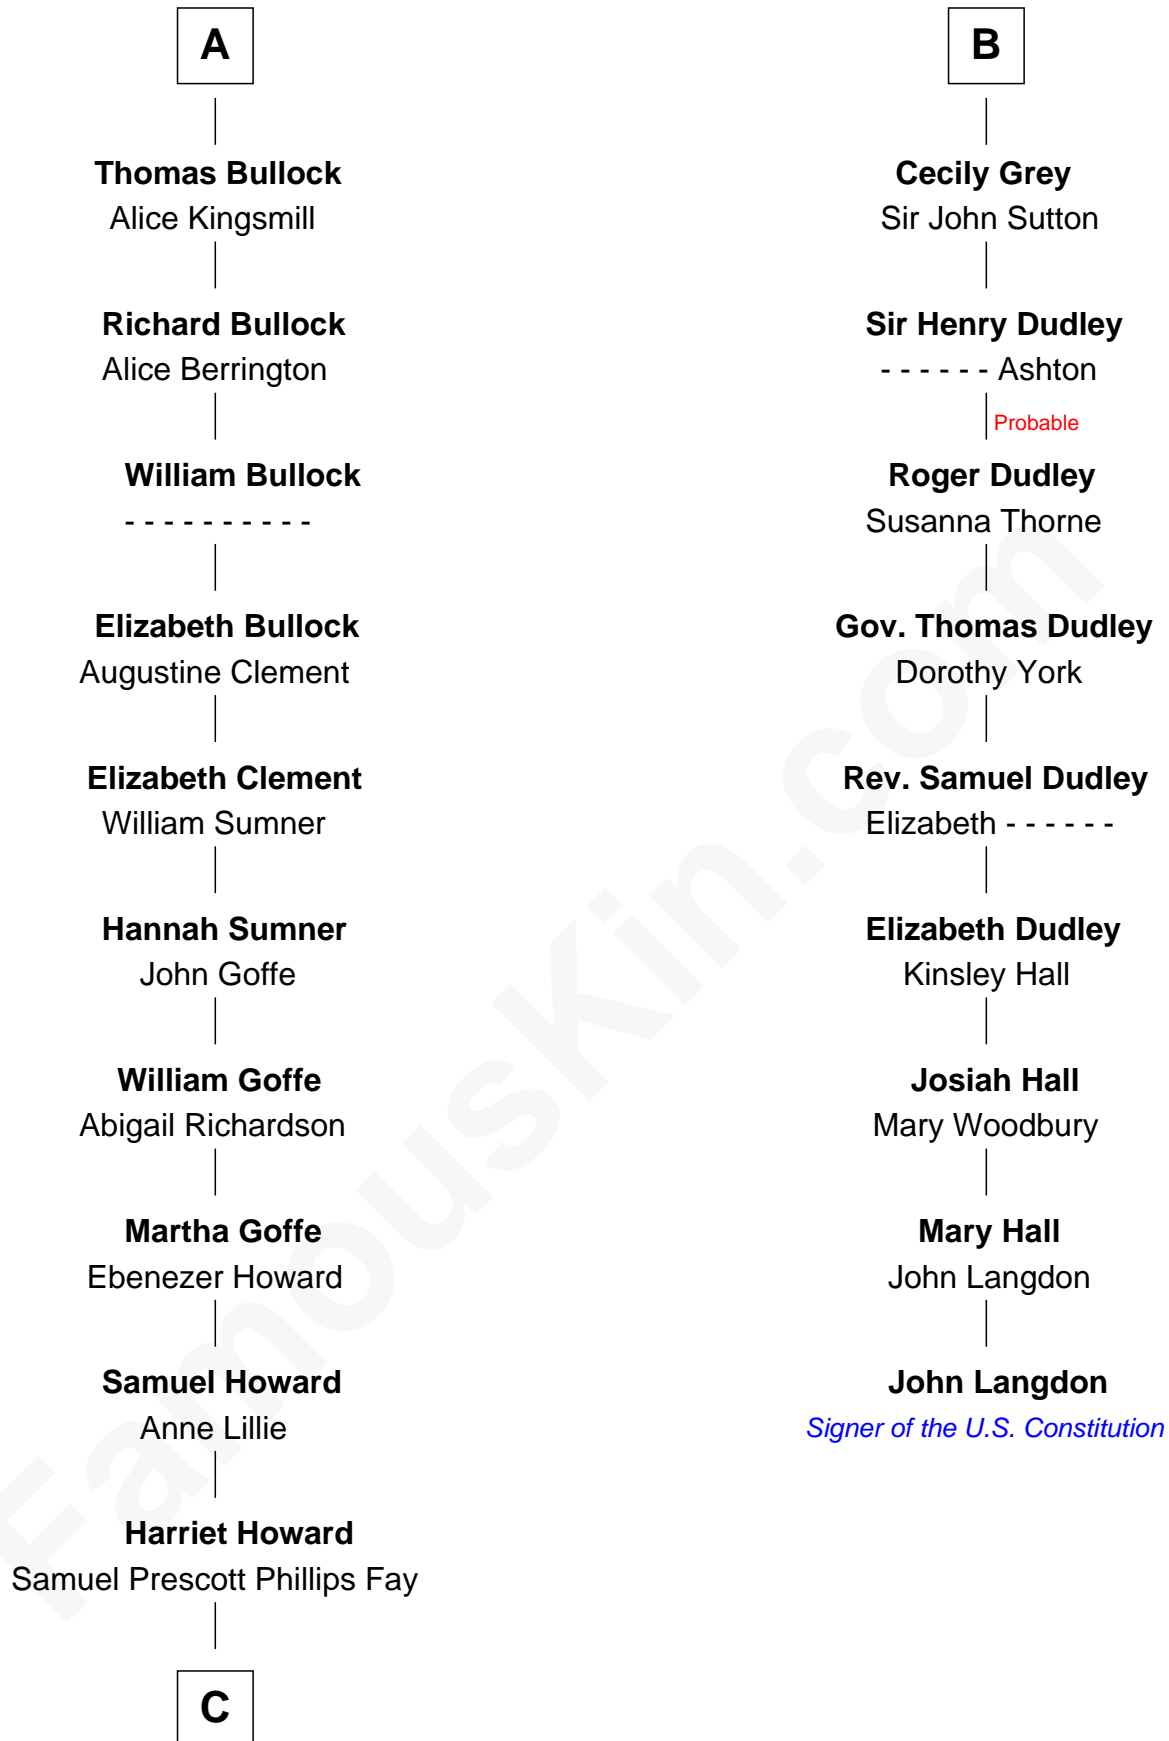 A
Thomas Bullock
Alice Kingsmill
Richard Bullock
Alice Berrington
William Bullock
- - - - - - - - - -
Elizabeth Bullock
Augustine Clement
Elizabeth Clement
William Sumner
Hannah Sumner
John Goffe
William Goffe
Abigail Richardson
Martha Goffe
Ebenezer Howard
Samuel Howard
Anne Lillie
Harriet Howard
Samuel Prescott Phillips Fay
C
B
Cecily Grey
Sir John Sutton
Sir Henry Dudley
- - - - - - Ashton
Probable
Roger Dudley
Susanna Thorne
Gov. Thomas Dudley
Dorothy York
Rev. Samuel Dudley
Elizabeth - - - - - -
Elizabeth Dudley
Kinsley Hall
Josiah Hall
Mary Woodbury
Mary Hall
John Langdon
John Langdon
Signer of the U.S. Constitution
FamousKin.com